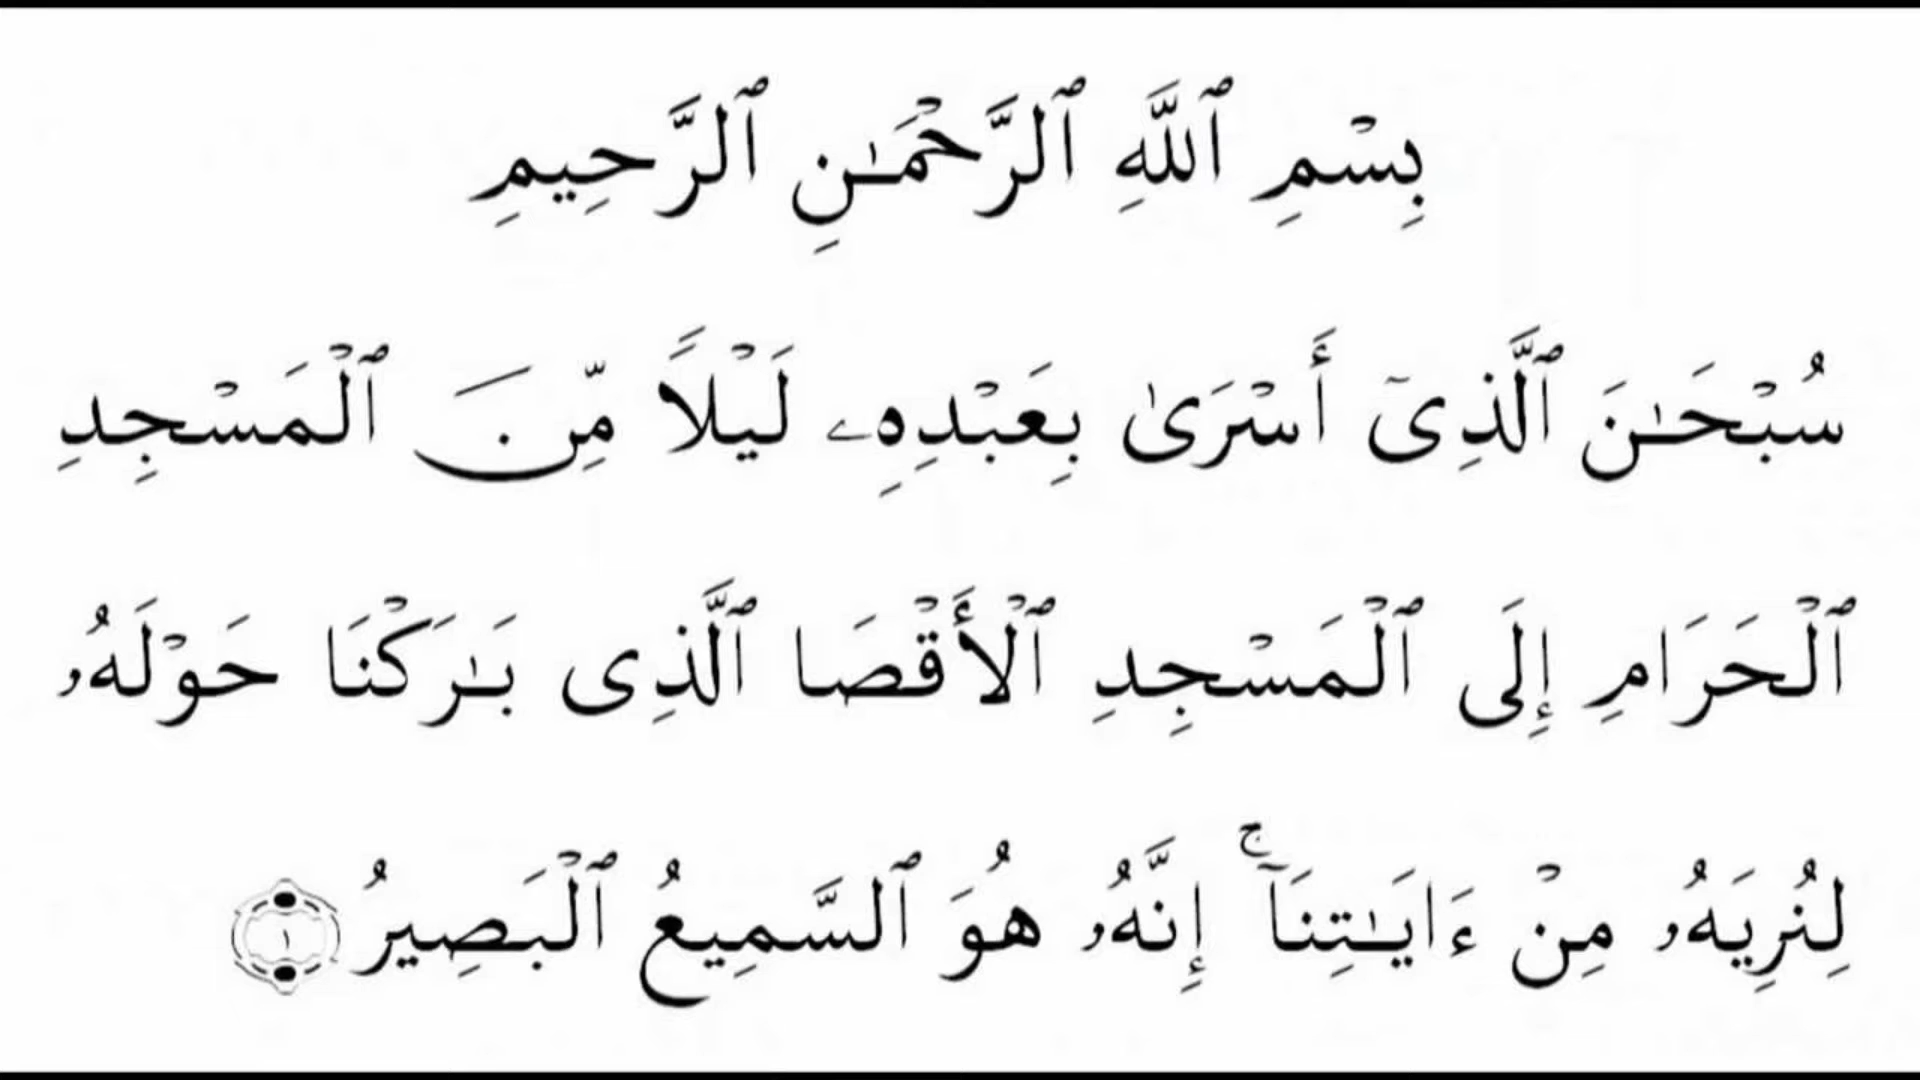 بِسْمِ ٱللَّهِ ٱلرَّحْمَـٰنِ ٱلرَّحِيمِ
سُبْحَـٰنَ ٱلَّذِىٓ أَسْرَىٰ بِعَبْدِهِۦ لَيْلًا مِّنَ ٱلْمَسْجِدِ
ٱلْحَرَامِ إِلَى ٱلْمَسْجِدِ ٱلْأَقْصَا ٱلَّذِى بَـٰرَكْنَا حَوْلَهُۥ
لِنُرِيَهُۥ مِنْ ءَايَـٰتِنَآ ۚ إِنَّهُۥ هُوَ ٱلسَّمِيعُ ٱلْبَصِيرُ ١